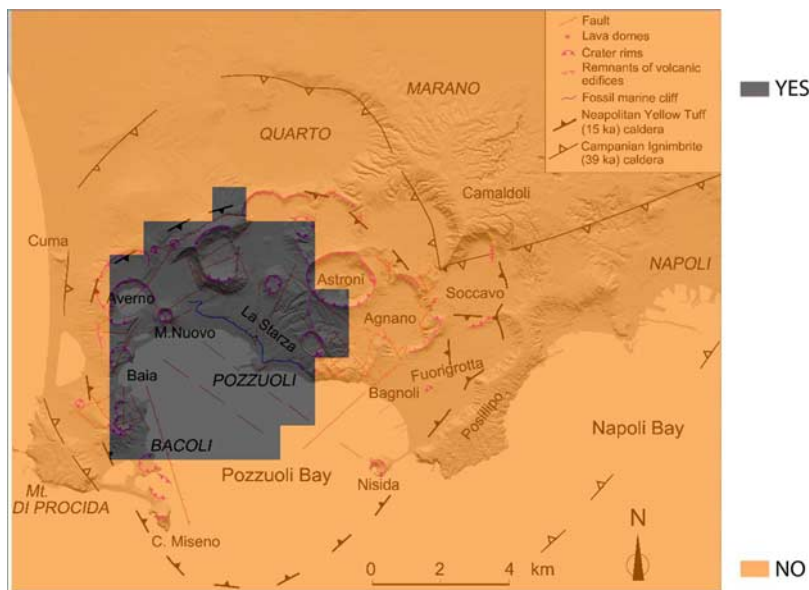 Fault
Lava domes
Crater rims
Remnants of volcanic
edifices
Fossil marine cliff
Neapolitan Yellow Tuff
(15 ka) caldera
Campanian Ignimbrite
(39 ka) caldera
YES
MARANO
QUARTO
Camaldoli
Cuma
NAPOLI
Astroni
Soccavo
Averno
Agnano
La Starza
M.Nuovo
Fuorigrotta
Baia
POZZUOLI
Bagnoli
Posillipo
BACOLI
Napoli Bay
Pozzuoli Bay
Nisida
Mt.
DI PROCIDA
N
C. Miseno
0 2 4
km
NO